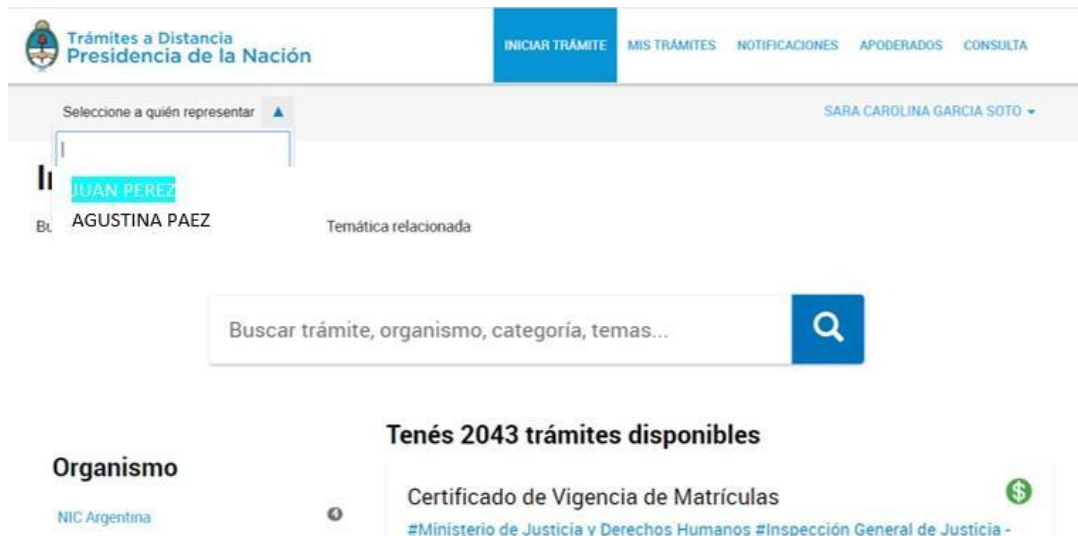 Trámites a Distancia
Presidencia de la Nación
INICIAR TRÁMITE MIS TRÁMITES NOTIFICACIONES APODERADOS CONSULTA
Seleccione a quién representar
SARA CAROLINA GARCIA SOTO
JUAN PEREZ
AGUSTINA PAEZ
Temática relacionada
Buscar trámite, organismo, categoría, temas...
Tenés 2043 trámites disponibles
Organismo
NIC Argentina
Certificado de Vigencia de Matrículas
#Ministerio de Justicia y Derechos Humanos #Inspección General de Justicia -